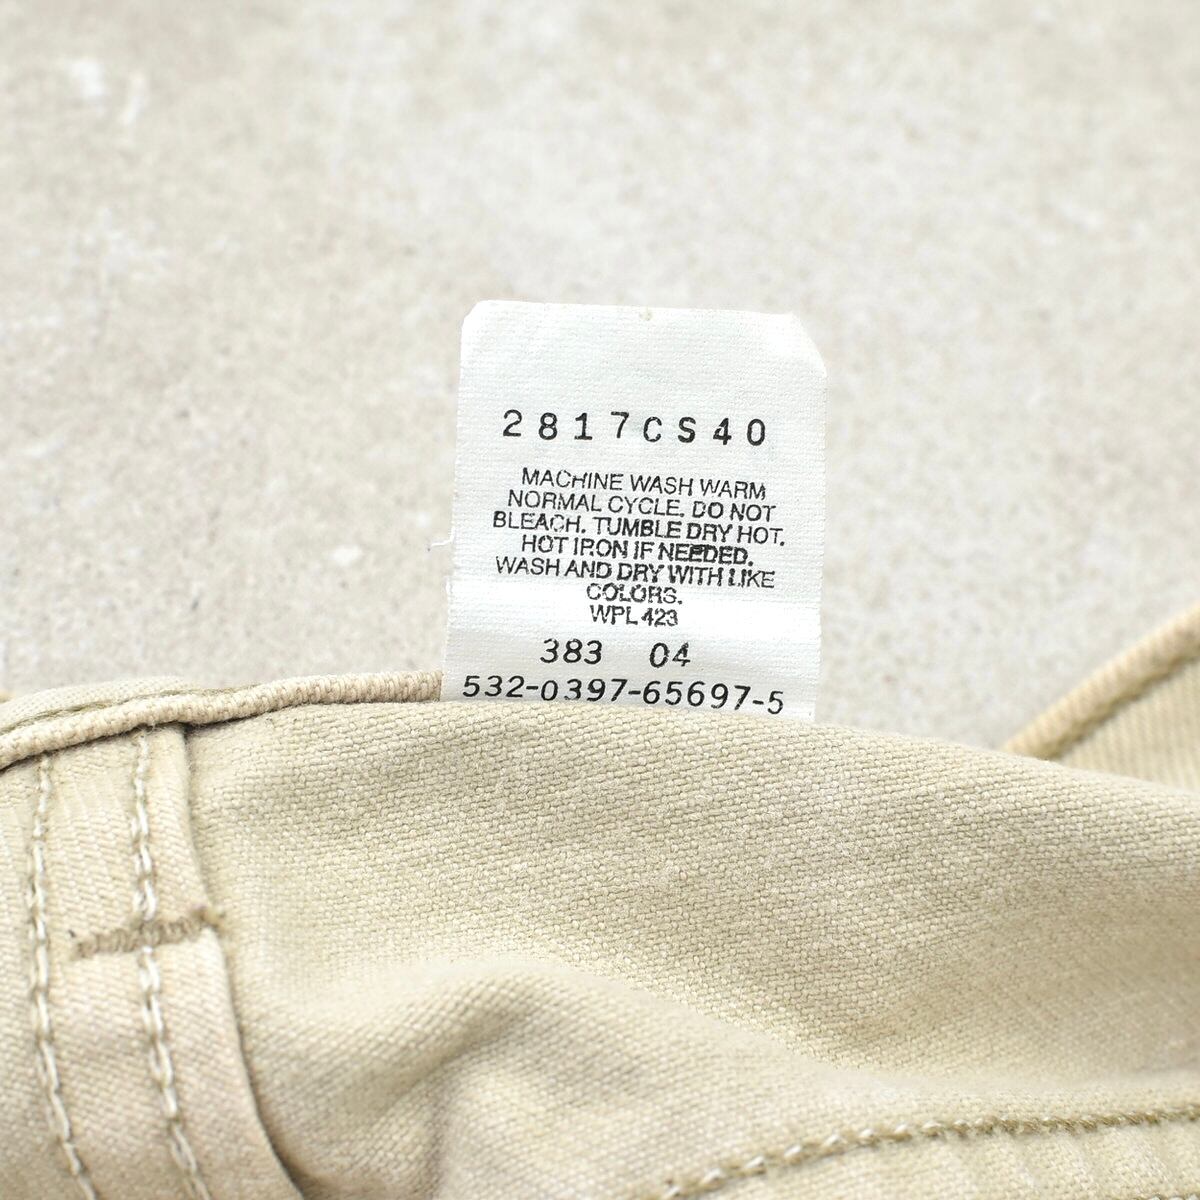 2817CS40
MACHINE WASH WARM
NORMAL CYCLE. DO NOT
BLEACH. TUMBLE DRY HOT.
HOT IRON IF NEEDED.
WASH AND DRY WITH LIKE
COLORS.
WPL 423
383 04
532-0397-65697-5